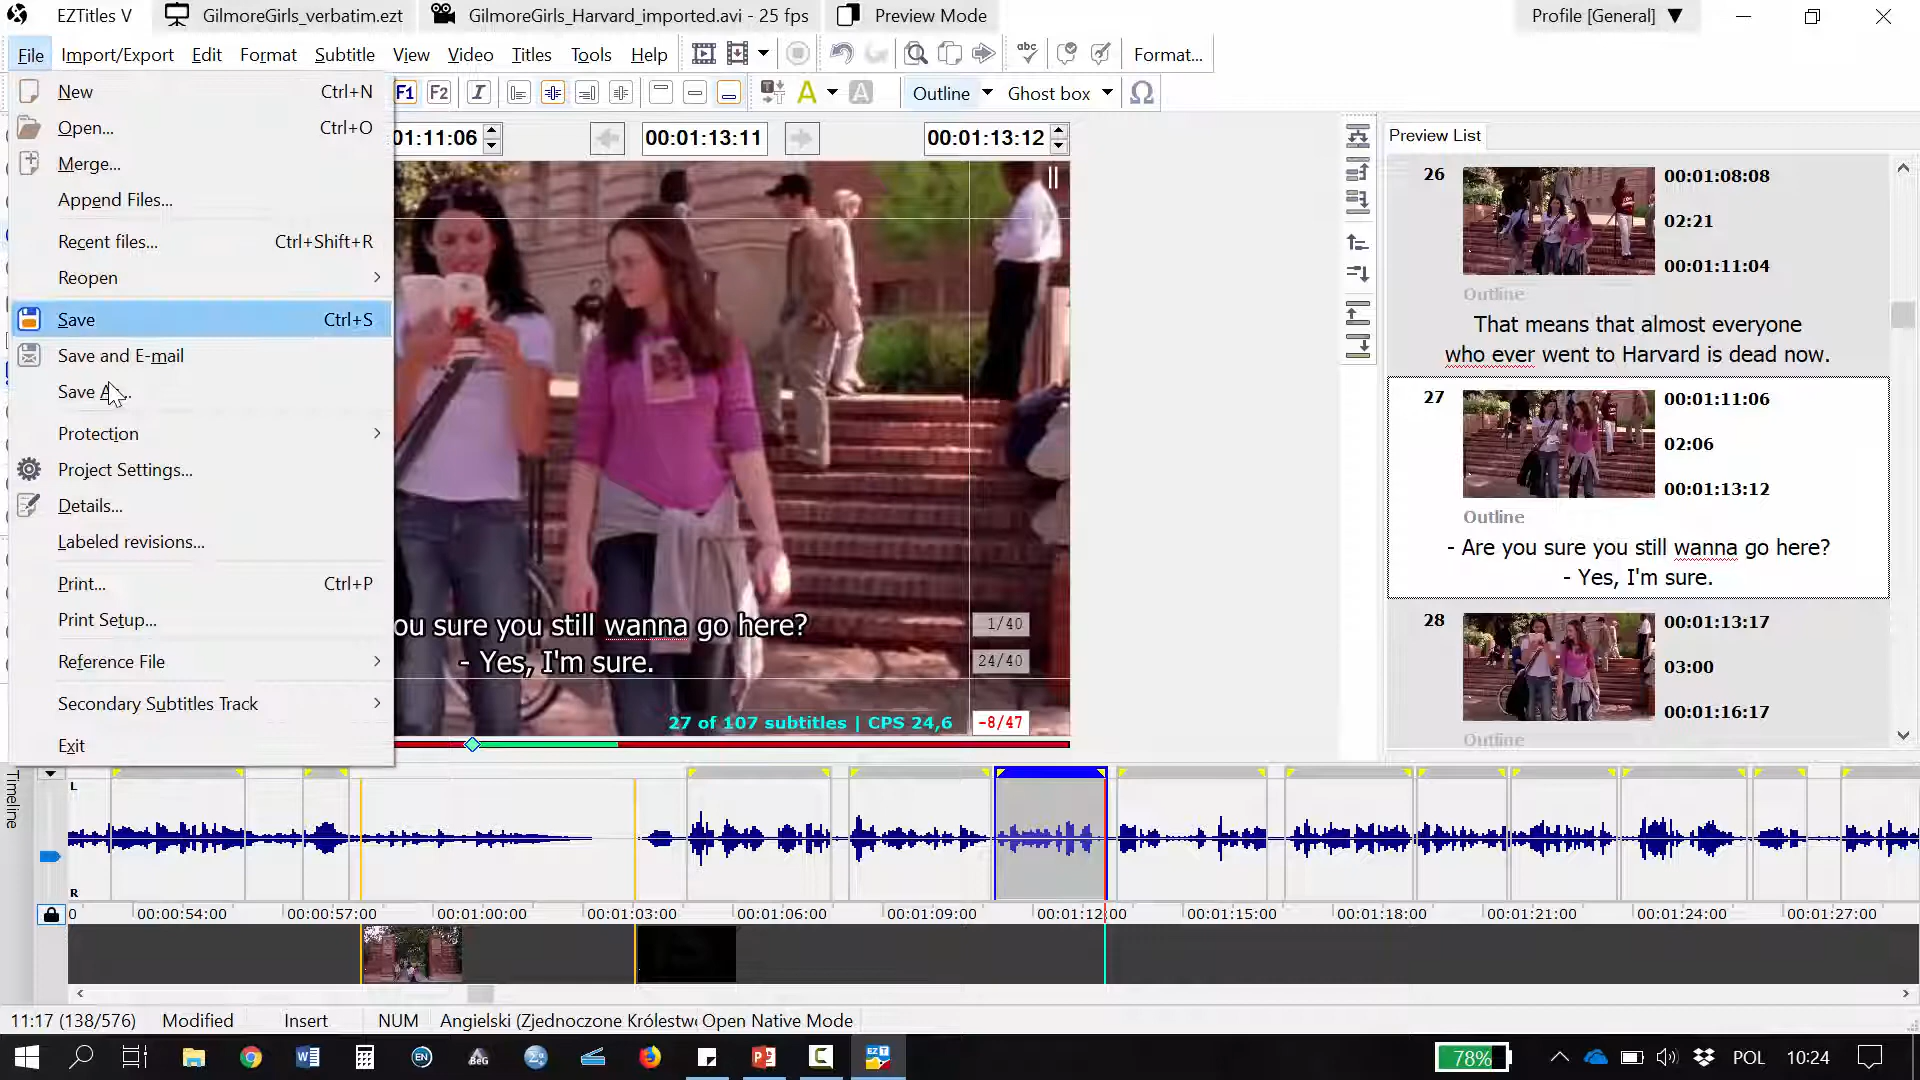 EZTitles V
GilmoreGirls_verbatim.ezt
GilmoreGirls_Harvard_imported.avi - 25 fps
Preview Mode
Profile [General] ▼
File
Import/Export
Edit
Format
Subtitle
View
Video
Titles
Tools
Help
abc
Format...
F1
F2
I
A
A
Outline
Ghost box
Ω
New Ctrl+N
Open... Ctrl+O
Merge...
Append Files...
Recent files... Ctrl+Shift+R
Reopen
Save Ctrl+S
Save and E-mail
Save
Protection
Project Settings...
Details...
Labeled revisions...
Print... Ctrl+P
Print Setup...
Reference File
Secondary Subtitles Track
Exit
01:11:06
00:01:13:11
00:01:13:12
ou sure you still wanna go here?
- Yes, I'm sure.
1/40
24/40
27 of 107 subtitles | CPS 24,6
-8/47
Preview List
26
00:01:08:08
02:21
00:01:11:04
Outline
That means that almost everyone
who ever went to Harvard is dead now.
27
00:01:11:06
02:06
00:01:13:12
Outline
- Are you sure you still wanna go here?
- Yes, I'm sure.
28
00:01:13:17
03:00
00:01:16:17
Outline
Timeline
L
R
0
00:00:54:00
00:00:57:00
00:01:00:00
00:01:03:00
00:01:06:00
00:01:09:00
00:01:12:00
00:01:15:00
00:01:18:00
00:01:21:00
00:01:24:00
00:01:27:00
11:17 (138/576)
Modified
Insert
NUM
Angielski (Zjednoczone Królestw
Open Native Mode
EN
BeG
EZT
78%
POL
10:24